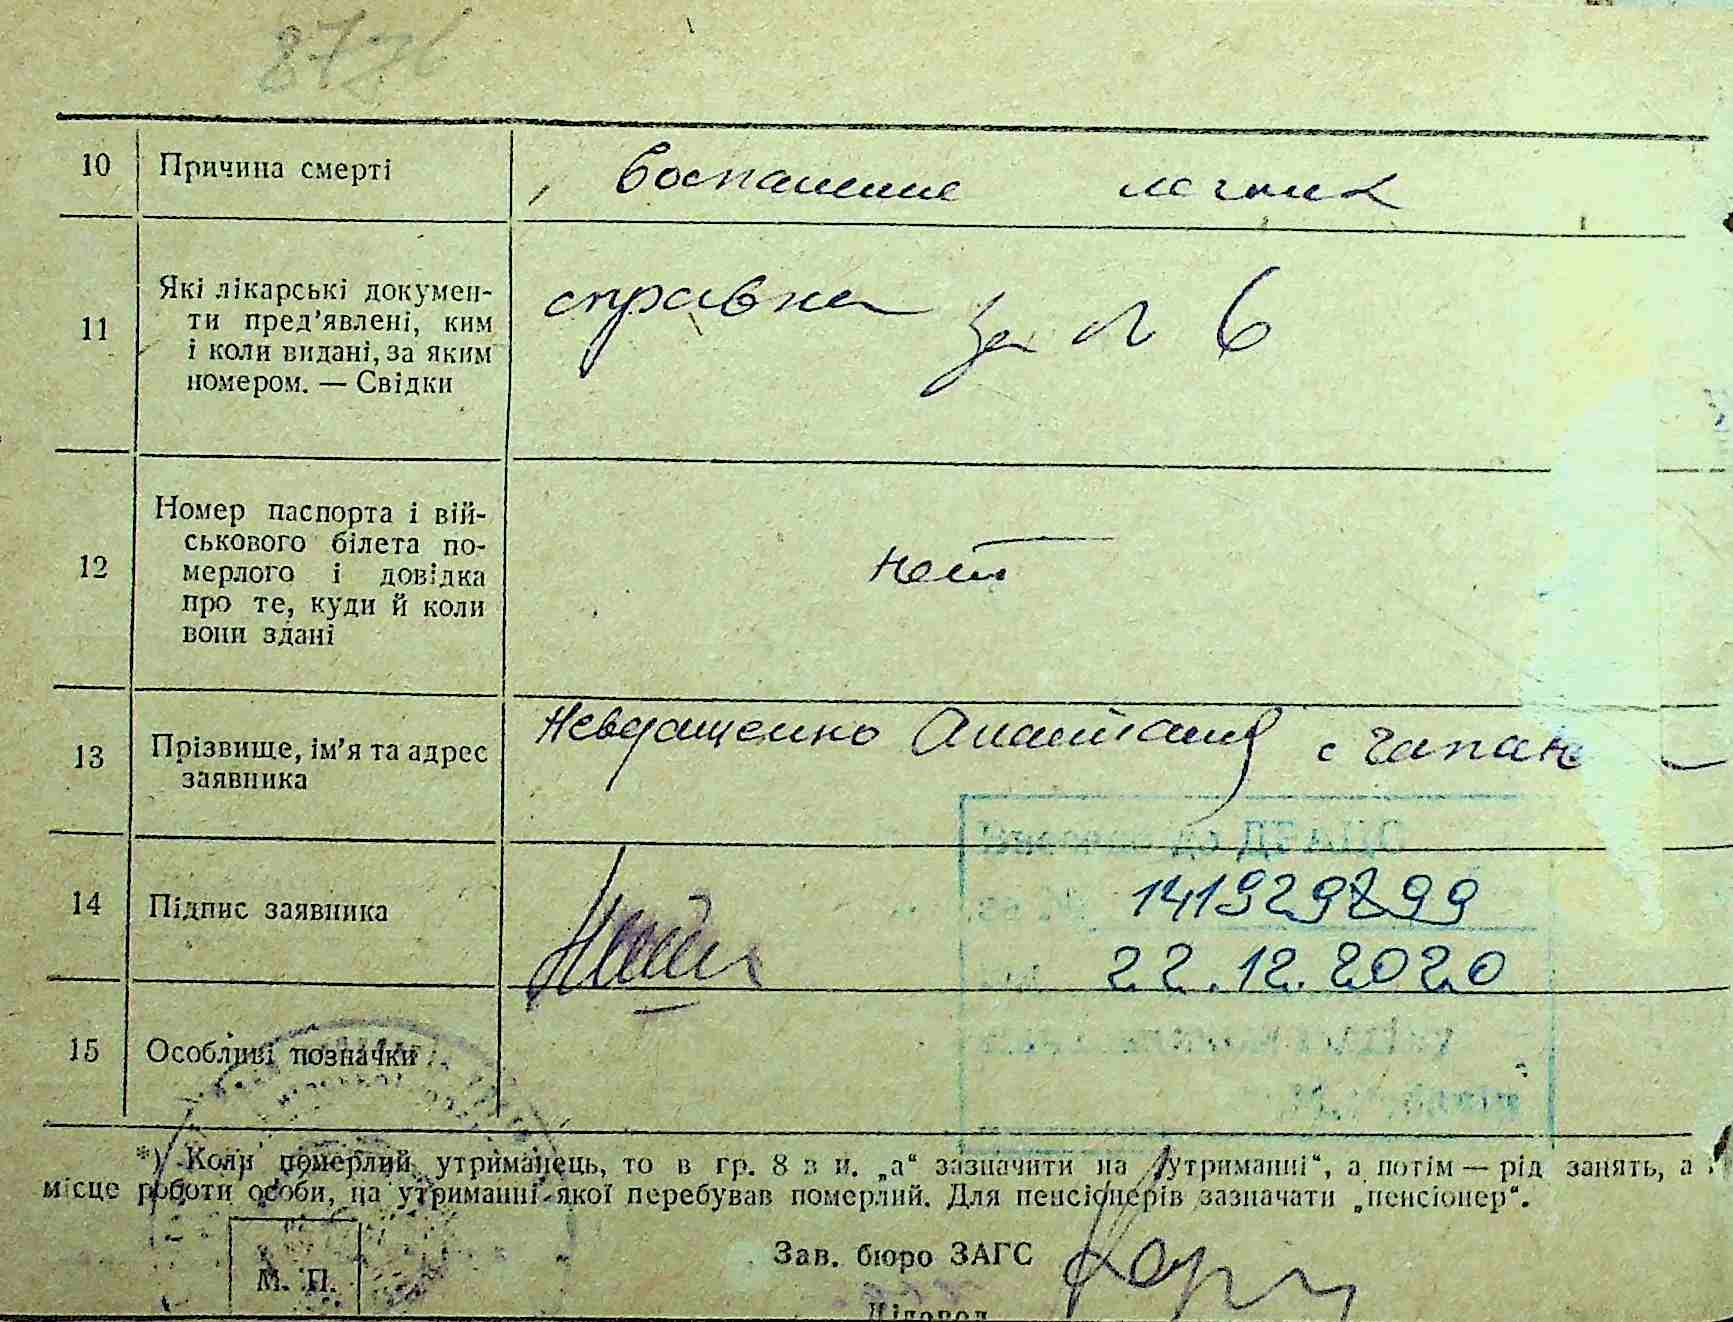 10 Причина смерті Воспаление легких
11 Які лікарські докумен-
ти пред'явлені, ким
і коли видані, за яким
номером. — Свідки
справка за № 6
12 Номер паспорта і вій-
ськового білета по-
мерлого і довідка
про те, куди й коли
вони здані
нет
13 Прізвище, ім'я та адрес
заявника
Анастасия с
14 Підпис заявника
141929899
22.12.2020
15 Особливі позначки
*) Коли померлий утриманець, то в гр. 8 в п. „а“ зазначити на „утриманні“, а потім — рід занять, а
місце роботи особи, на утриманні якої перебував померлий. Для пенсіонерів зазначати „пенсіонер“.
М. П.
Зав. бюро ЗАГС
Діловод